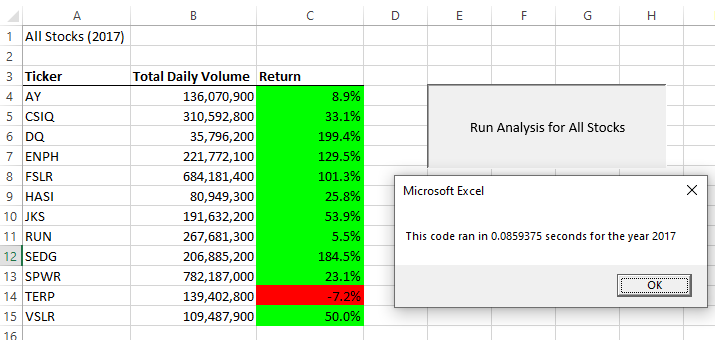 A B C D E F G H
1 All Stocks (2017)
2
3 Ticker Total Daily Volume Return
4 AY 136,070,900 8.9%
5 CSIQ 310,592,800 33.1%
6 DQ 35,796,200 199.4%
7 ENPH 221,772,100 129.5%
8 FSLR 684,181,400 101.3%
9 HASI 80,949,300 25.8%
10 JKS 191,632,200 53.9%
11 RUN 267,681,300 5.5%
12 SEDG 206,885,200 184.5%
13 SPWR 782,187,000 23.1%
14 TERP 139,402,800 -7.2%
15 VSLR 109,487,900 50.0%
16
Run Analysis for All Stocks
Microsoft Excel
This code ran in 0.0859375 seconds for the year 2017
OK